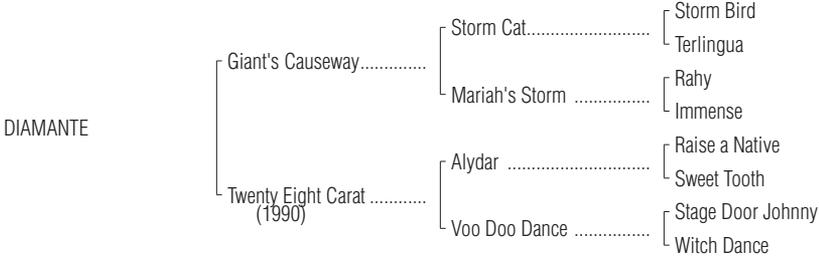 Storm Bird
Storm Cat..........................
Terlingua
Giant's Causeway..............
Rahy
Mariah's Storm ................
Immense
DIAMANTE
Raise a Native
Alydar ..............................
Sweet Tooth
Twenty Eight Carat ............
(1990)
Stage Door Johnny
Voo Doo Dance ................
Witch Dance